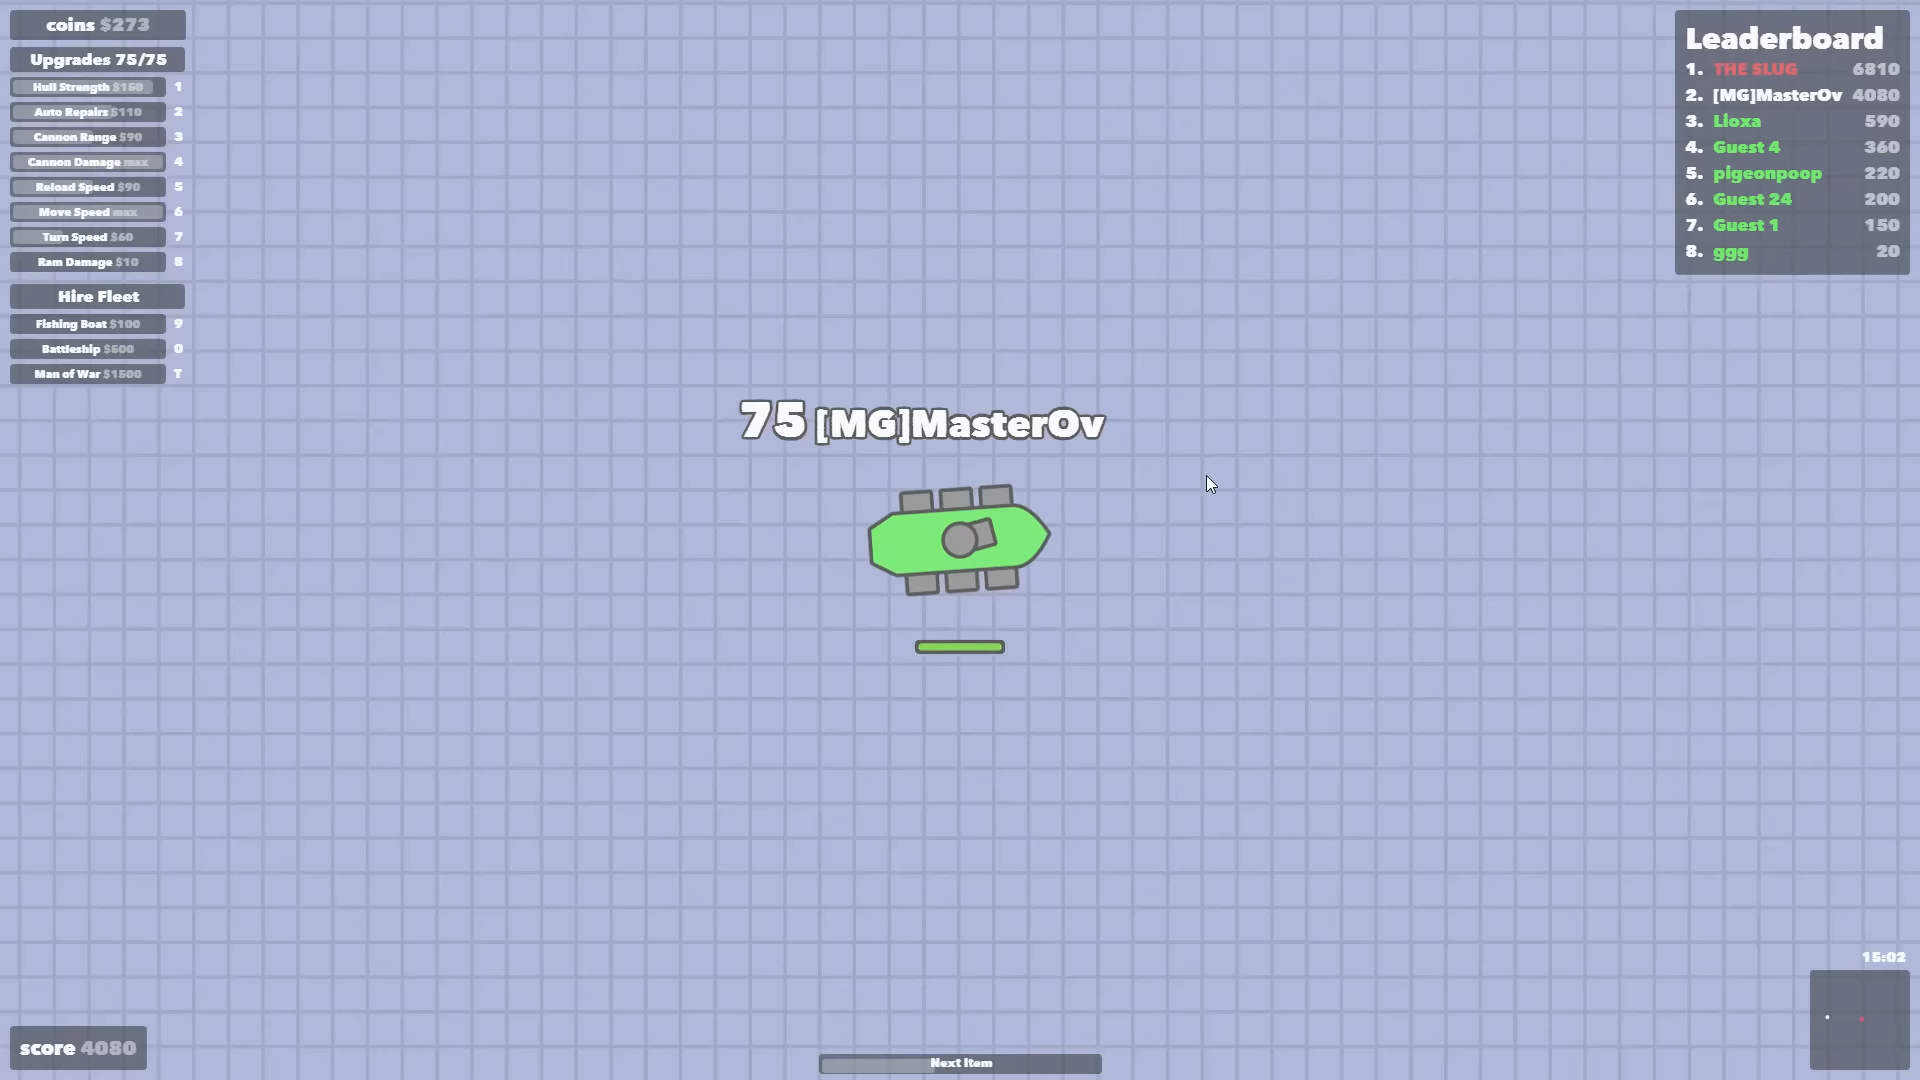 coins $273
Upgrades 75/75
Hull Strength $150 1
Auto Repairs $110 2
Cannon Range $90 3
Cannon Damage max 4
Reload Speed $90 5
Move Speed max 6
Turn Speed $60 7
Ram Damage $10 8
Hire Fleet
Fishing Boat $100 9
Battleship $500 0
Man of War $1500 T
75 [MG]MasterOv
Leaderboard
1. THE SLUG 6810
2. [MG]MasterOv 4080
3. Lioxa 590
4. Guest 4 360
5. pigeonpoop 220
6. Guest 24 200
7. Guest 1 150
8. ggg 20
15:02
score 4080
Next Item